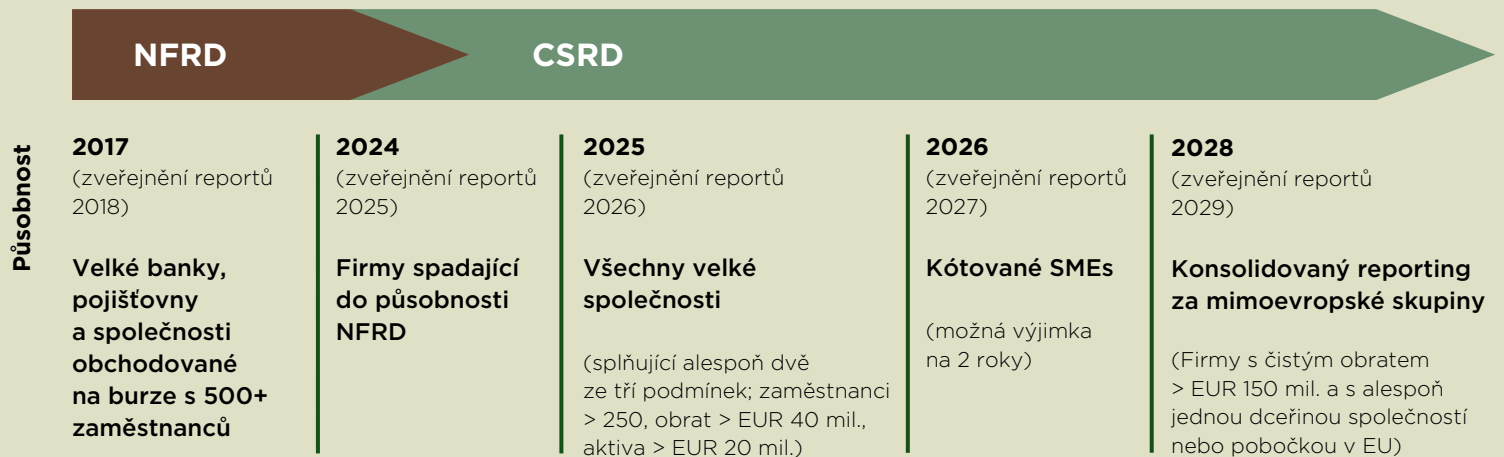 NFRD
CSRD
Působnost
2017
(zveřejnění reportů
2018)
Velké banky,
pojišťovny
a společnosti
obchodované
na burze s 500+
zaměstnanců
2024
(zveřejnění reportů
2025)
Firmy spadající
do působnosti
NFRD
2025
(zveřejnění reportů
2026)
Všechny velké
společnosti
(splňující alespoň dvě
ze tří podmínek; zaměstnanci
> 250, obrat > EUR 40 mil.,
aktiva > EUR 20 mil.)
2026
(zveřejnění reportů
2027)
Kótované SMEs
(možná výjimka
na 2 roky)
2028
(zveřejnění reportů
2029)
Konsolidovaný reporting
za mimoevropské skupiny
(Firmy s čistým obratem
> EUR 150 mil. a s alespoň
jednou dceřinou společností
nebo pobočkou v EU)